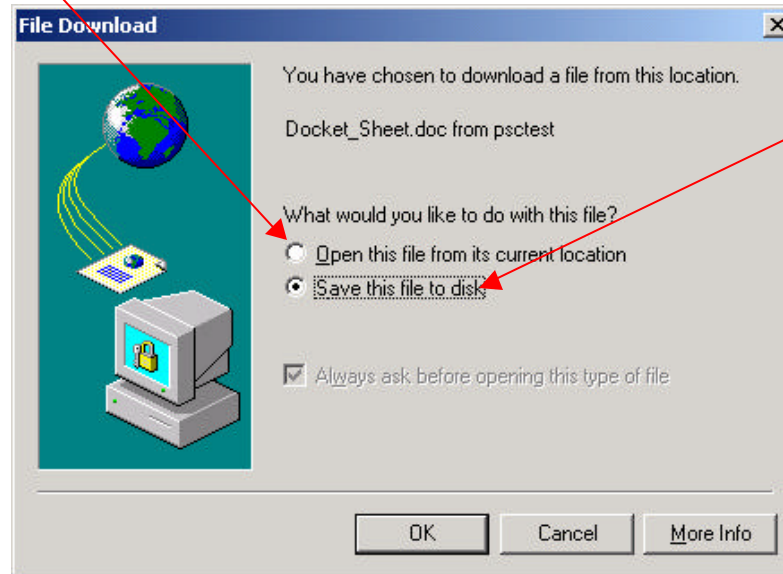 File Download
You have chosen to download a file from this location.
Docket_Sheet.doc from psctest
What would you like to do with this file?
Open this file from its current location
Save this file to disk
Always ask before opening this type of file
OK Cancel More Info